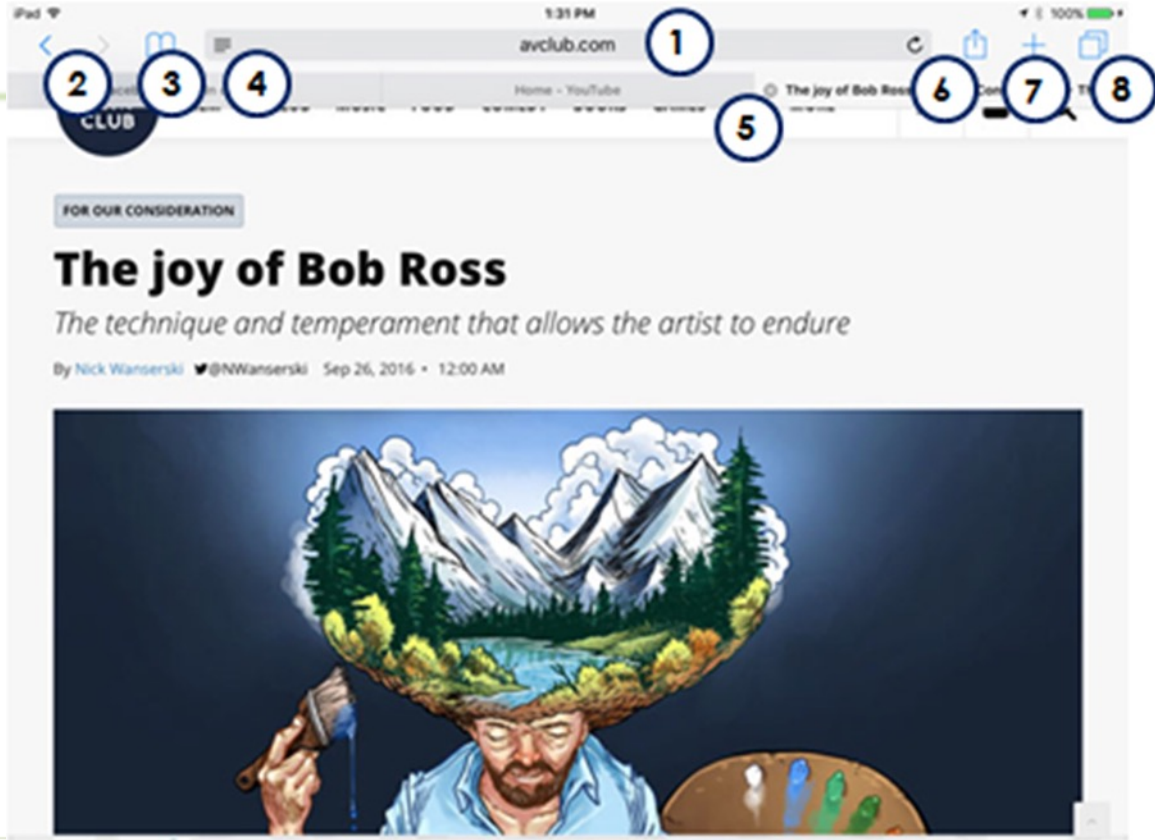 iPad 1:31 PM 100%
avclub.com 1
2 3 4 Home - YouTube The joy of Bob Ross 6 7 8
5
CLUB
FOR OUR CONSIDERATION
The joy of Bob Ross
The technique and temperament that allows the artist to endure
By Nick Wanserski @NWanserski Sep 26, 2016 • 12:00 AM